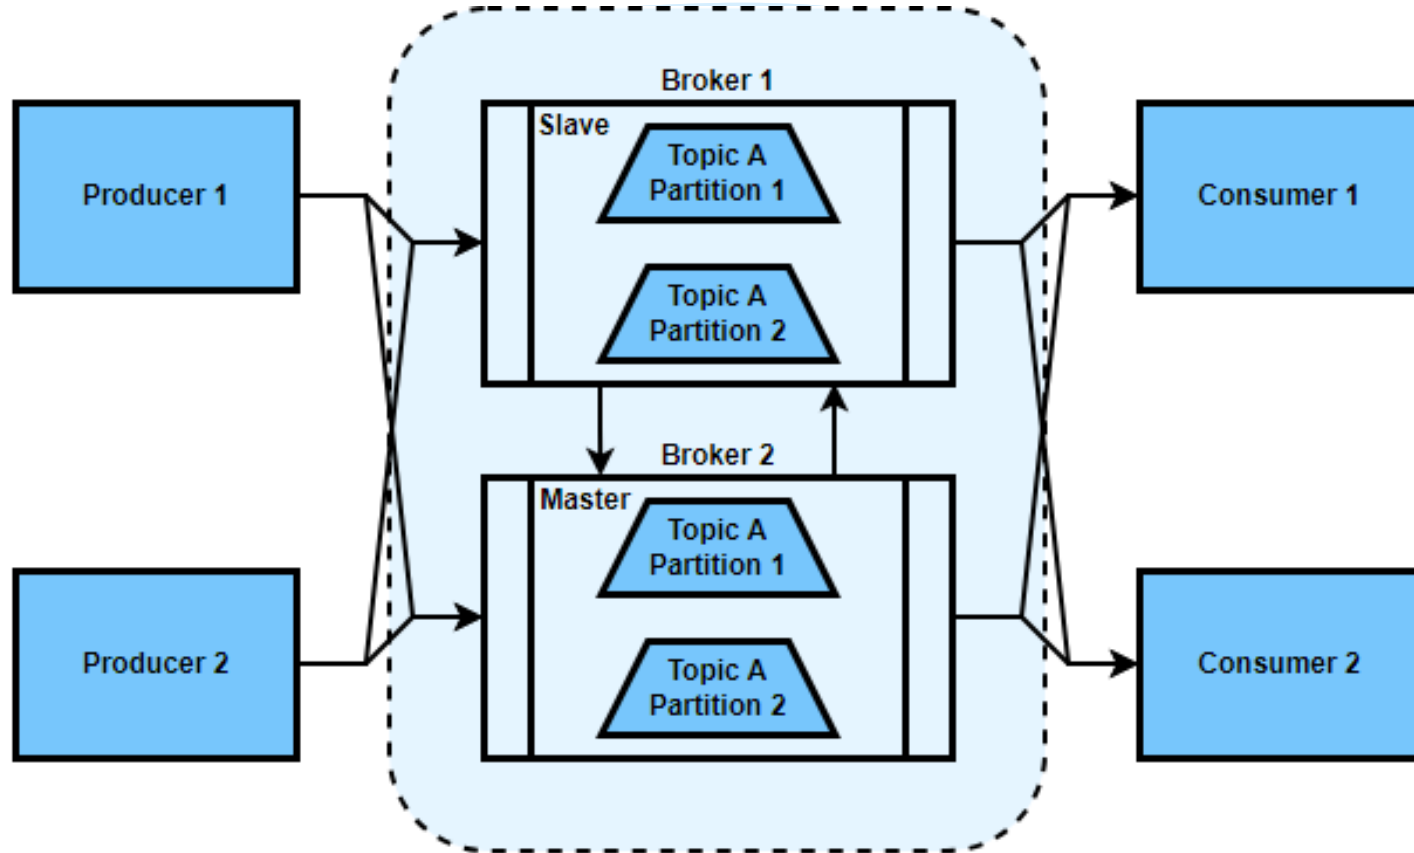 Broker 1
Producer 1
Slave
Topic A
Partition 1
Topic A
Partition 2
Consumer 1
Broker 2
Producer 2
Master
Topic A
Partition 1
Topic A
Partition 2
Consumer 2